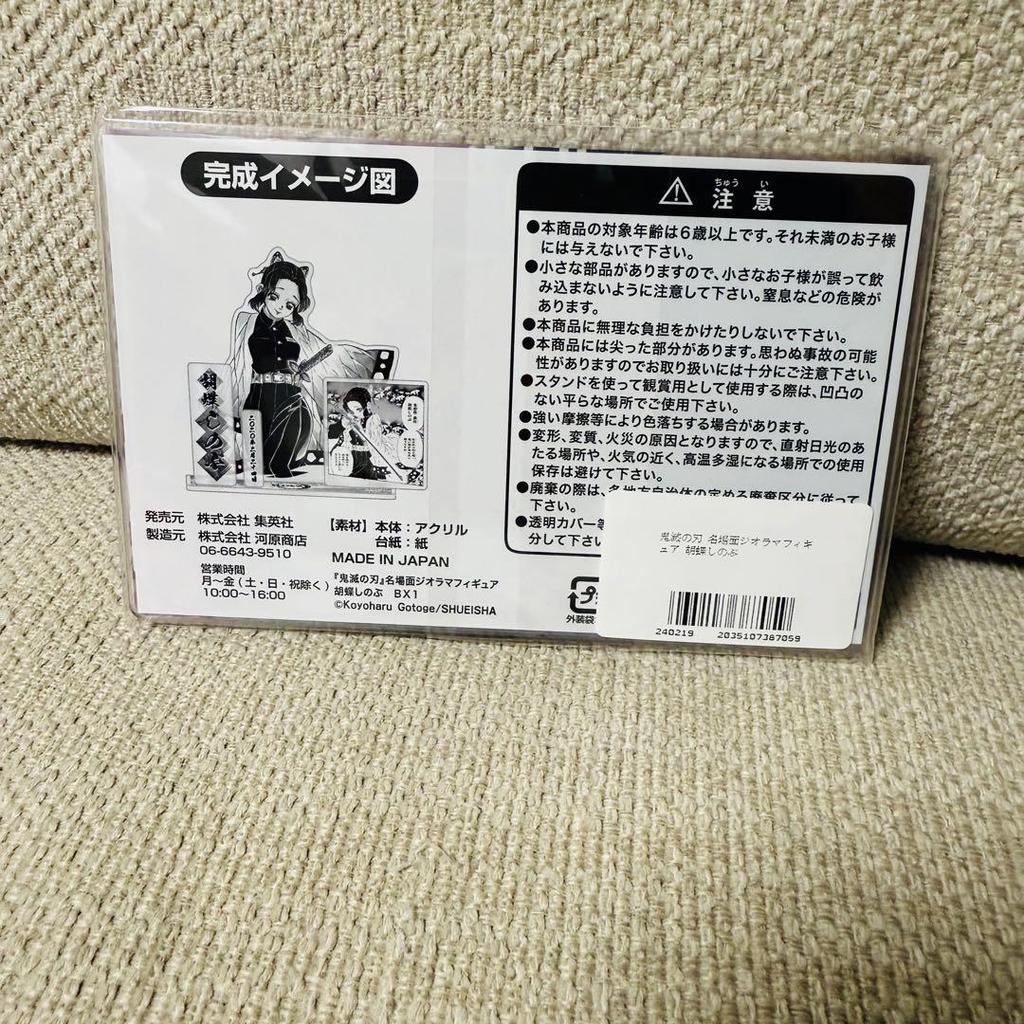 完成イメージ図
胡蝶しのぶ
発売元 株式会社 集英社
製造元 株式会社 河原商店
06-6643-9510
営業時間
月～金(土・日・祝除く)
10:00～16:00
【素材】本体：アクリル
台紙：紙
MADE IN JAPAN
『鬼滅の刃』名場面ジオラマフィギュア
胡蝶しのぶ BX1
©Koyoharu Gotoge/SHUEISHA
ちゅう い
⚠ 注 意
●本商品の対象年齢は6歳以上です。それ未満のお子様
には与えないで下さい。
●小さな部品がありますので、小さなお子様が誤って飲
み込まないように注意して下さい。窒息などの危険が
あります。
●本商品に無理な負担をかけたりしないで下さい。
●本商品には尖った部分があります。思わぬ事故の可能
性がありますのでお取り扱いには十分にご注意下さい。
●スタンドを使って観賞用として使用する際は、凹凸の
ない平らな場所でご使用下さい。
●強い摩擦等により色落ちする場合があります。
●変形、変質、火災の原因となりますので、直射日光のあ
たる場所や、火気の近く、高温多湿になる場所での使用
保存は避けて下さい。
●廃棄の際は、各地方自治体の定める廃棄区分に従って
下さい。
●透明カバー等
分して下さい
プ
外装袋
鬼滅の刃 名場面ジオラマフィギ
ュア 胡蝶しのぶ
240219 2035107387059